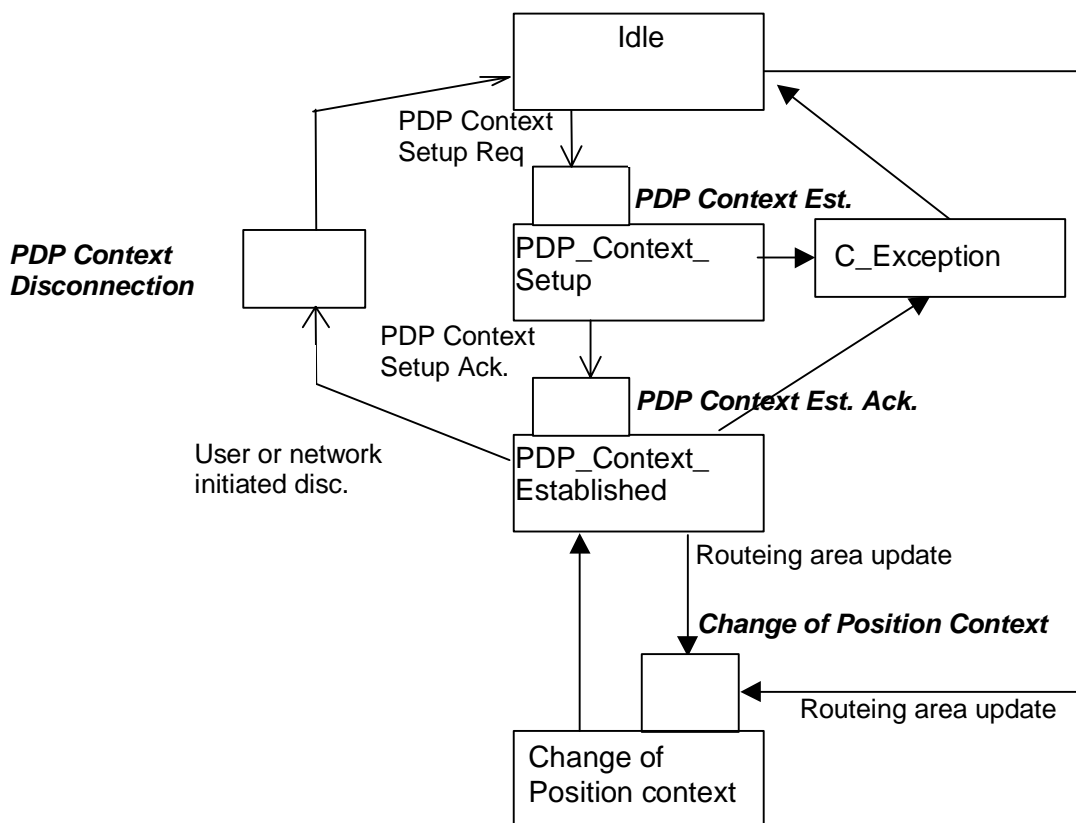 Idle
PDP Context
Setup Req
PDP Context Est.
PDP Context
Disconnection
PDP_Context_
Setup
C_Exception
PDP Context
Setup Ack.
PDP Context Est. Ack.
User or network
initiated disc.
PDP_Context_
Established
Routeing area update
Change of Position Context
Routeing area update
Change of
Position context